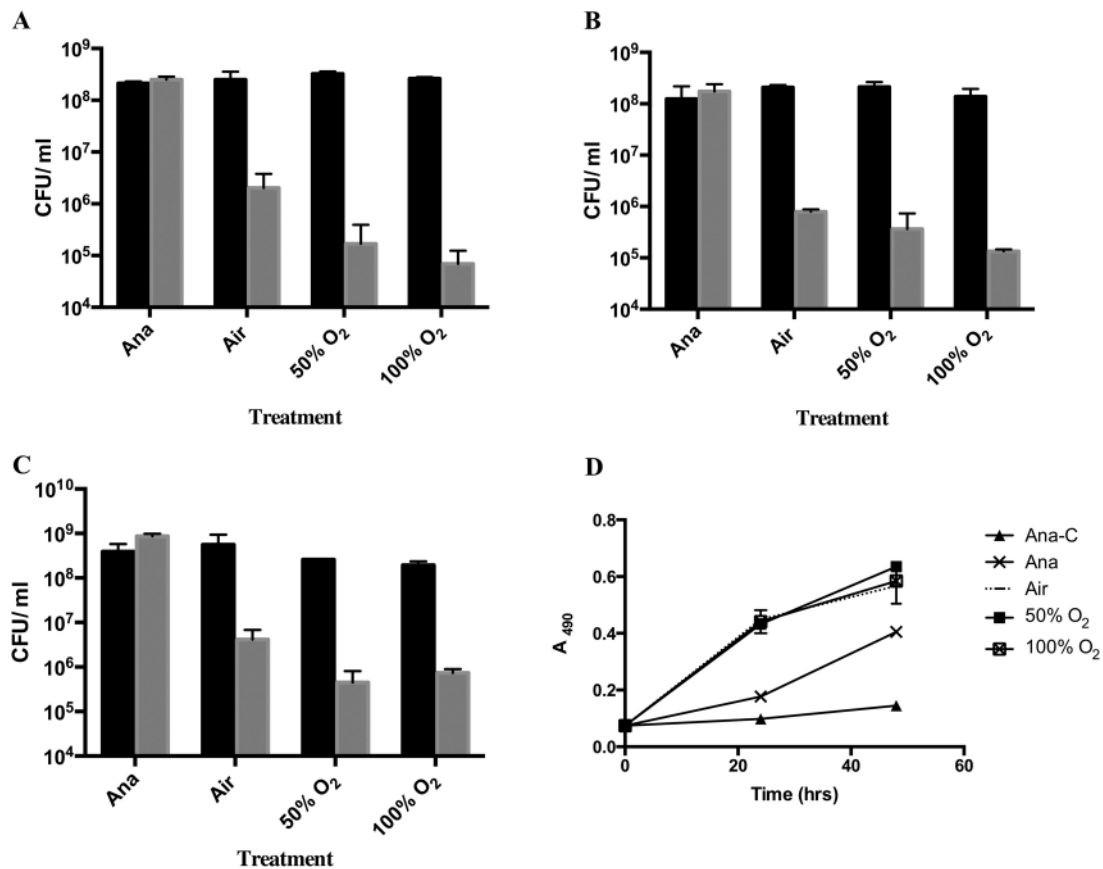 A
10⁹
10⁸
10⁷
10⁶
10⁵
10⁴
CFU/ ml
Ana
Air
50% O₂
100% O₂
Treatment
B
10⁹
10⁸
10⁷
10⁶
10⁵
10⁴
CFU/ ml
Ana
Air
50% O₂
100% O₂
Treatment
C
10¹⁰
10⁹
10⁸
10⁷
10⁶
10⁵
10⁴
CFU/ ml
Ana
Air
50% O₂
100% O₂
Treatment
D
0.8
0.6
0.4
0.2
0.0
A 490
0
20
40
60
Time (hrs)
Ana-C
Ana
Air
50% O₂
100% O₂